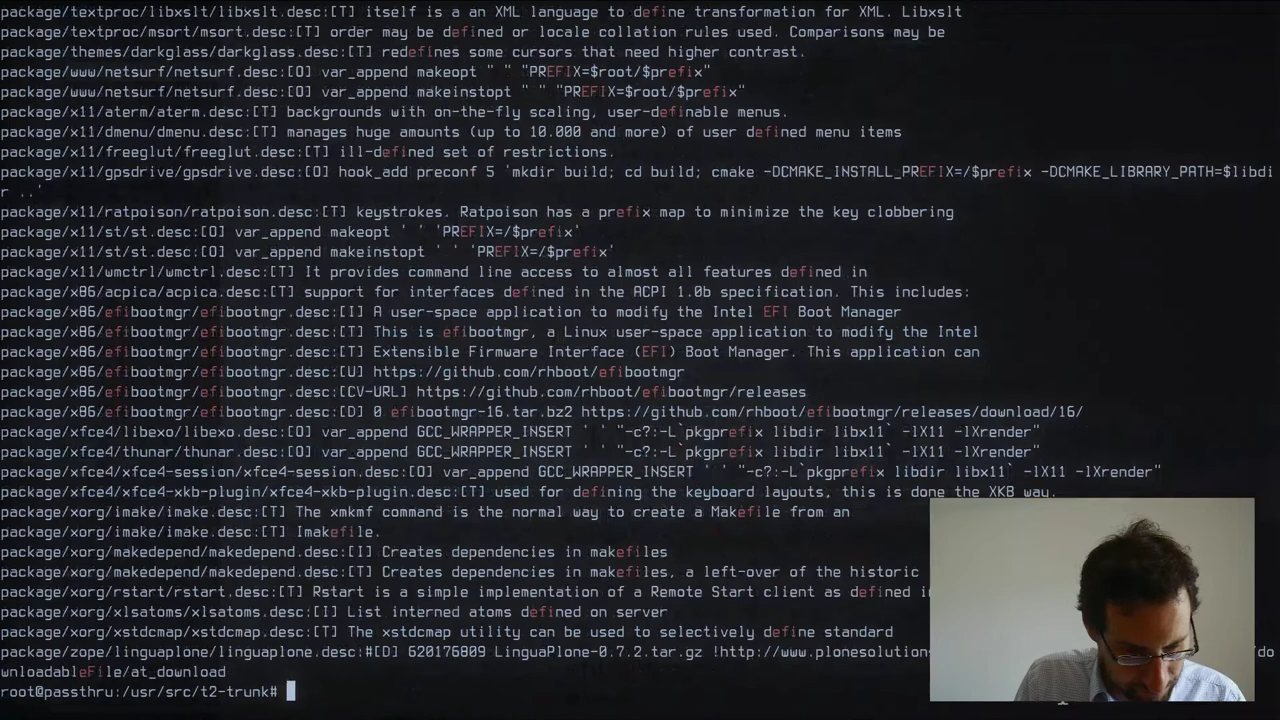 package/textproc/libxslt/libxslt.desc:[T] itself is a an XML language to define transformation for XML. Libxslt
package/textproc/msort/msort.desc:[T] order may be defined or locale collation rules used. Comparisons may be
package/themes/darkglass/darkglass.desc:[T] redefines some cursors that need higher contrast.
package/www/netsurf/netsurf.desc:[O] var_append makeopt " " "PREFIX=$root/$prefix"
package/www/netsurf/netsurf.desc:[O] var_append makeinstopt " " "PREFIX=$root/$prefix"
package/x11/aterm/aterm.desc:[T] backgrounds with on-the-fly scaling, user-definable menus.
package/x11/dmenu/dmenu.desc:[T] manages huge amounts (up to 10.000 and more) of user defined menu items
package/x11/freeglut/freeglut.desc:[T] ill-defined set of restrictions.
package/x11/gpsdrive/gpsdrive.desc:[O] hook_add preconf 5 'mkdir build; cd build; cmake -DCMAKE_INSTALL_PREFIX=/$prefix -DCMAKE_LIBRARY_PATH=$libdi
r ..'
package/x11/ratpoison/ratpoison.desc:[T] keystrokes. Ratpoison has a prefix map to minimize the key clobbering
package/x11/st/st.desc:[O] var_append makeopt ' ' 'PREFIX=/$prefix'
package/x11/st/st.desc:[O] var_append makeinstopt ' ' 'PREFIX=/$prefix'
package/x11/wmctrl/wmctrl.desc:[T] It provides command line access to almost all features defined in
package/x86/acpica/acpica.desc:[T] support for interfaces defined in the ACPI 1.0b specification. This includes:
package/x86/efibootmgr/efibootmgr.desc:[I] A user-space application to modify the Intel EFI Boot Manager
package/x86/efibootmgr/efibootmgr.desc:[T] This is efibootmgr, a Linux user-space application to modify the Intel
package/x86/efibootmgr/efibootmgr.desc:[T] Extensible Firmware Interface (EFI) Boot Manager. This application can
package/x86/efibootmgr/efibootmgr.desc:[U] https://github.com/rhboot/efibootmgr
package/x86/efibootmgr/efibootmgr.desc:[CV-URL] https://github.com/rhboot/efibootmgr/releases
package/x86/efibootmgr/efibootmgr.desc:[D] 0 efibootmgr-16.tar.bz2 https://github.com/rhboot/efibootmgr/releases/download/16/
package/xfce4/libexo/libexo.desc:[O] var_append GCC_WRAPPER_INSERT ' ' "-c?:-L`pkgprefix libdir libx11` -lX11 -lXrender"
package/xfce4/thunar/thunar.desc:[O] var_append GCC_WRAPPER_INSERT ' ' "-c?:-L`pkgprefix libdir libx11` -lX11 -lXrender"
package/xfce4/xfce4-session/xfce4-session.desc:[O] var_append GCC_WRAPPER_INSERT ' ' "-c?:-L`pkgprefix libdir libx11` -lX11 -lXrender"
package/xfce4/xfce4-xkb-plugin/xfce4-xkb-plugin.desc:[T] used for defining the keyboard layouts, this is done the XKB way.
package/xorg/imake/imake.desc:[T] The xmkmf command is the normal way to create a Makefile from an
package/xorg/imake/imake.desc:[T] Imakefile.
package/xorg/makedepend/makedepend.desc:[I] Creates dependencies in makefiles
package/xorg/makedepend/makedepend.desc:[T] Creates dependencies in makefiles, a left-over of the historic
package/xorg/rstart/rstart.desc:[T] Rstart is a simple implementation of a Remote Start client as defined
package/xorg/xlsatoms/xlsatoms.desc:[I] List interned atoms defined on server
package/xorg/xstdcmap/xstdcmap.desc:[T] The xstdcmap utility can be used to selectively define standard
package/zope/linguaplone/linguaplone.desc:#[D] 620176809 LinguaPlone-0.7.2.tar.gz !http://www.plonesolution /do
wnloadableFile/at_download
root@passthru:/usr/src/t2-trunk#